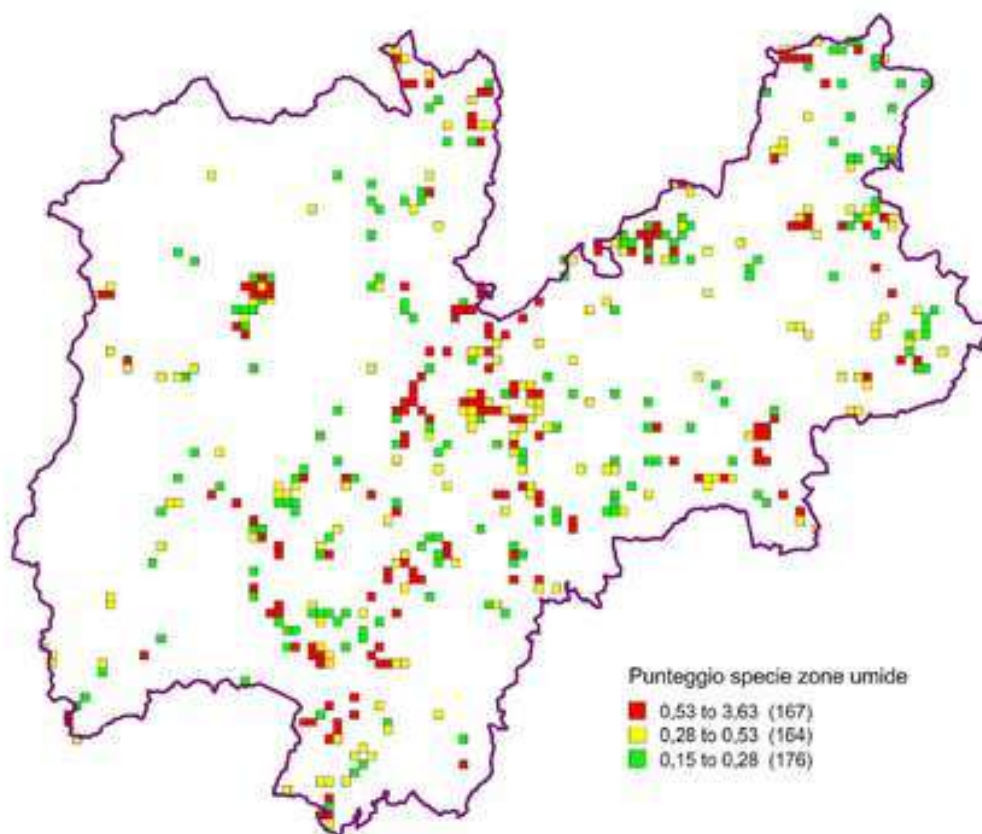 Punteggio specie zone umide
0,53 to 3,63 (167)
0,28 to 0,53 (164)
0,15 to 0,28 (176)